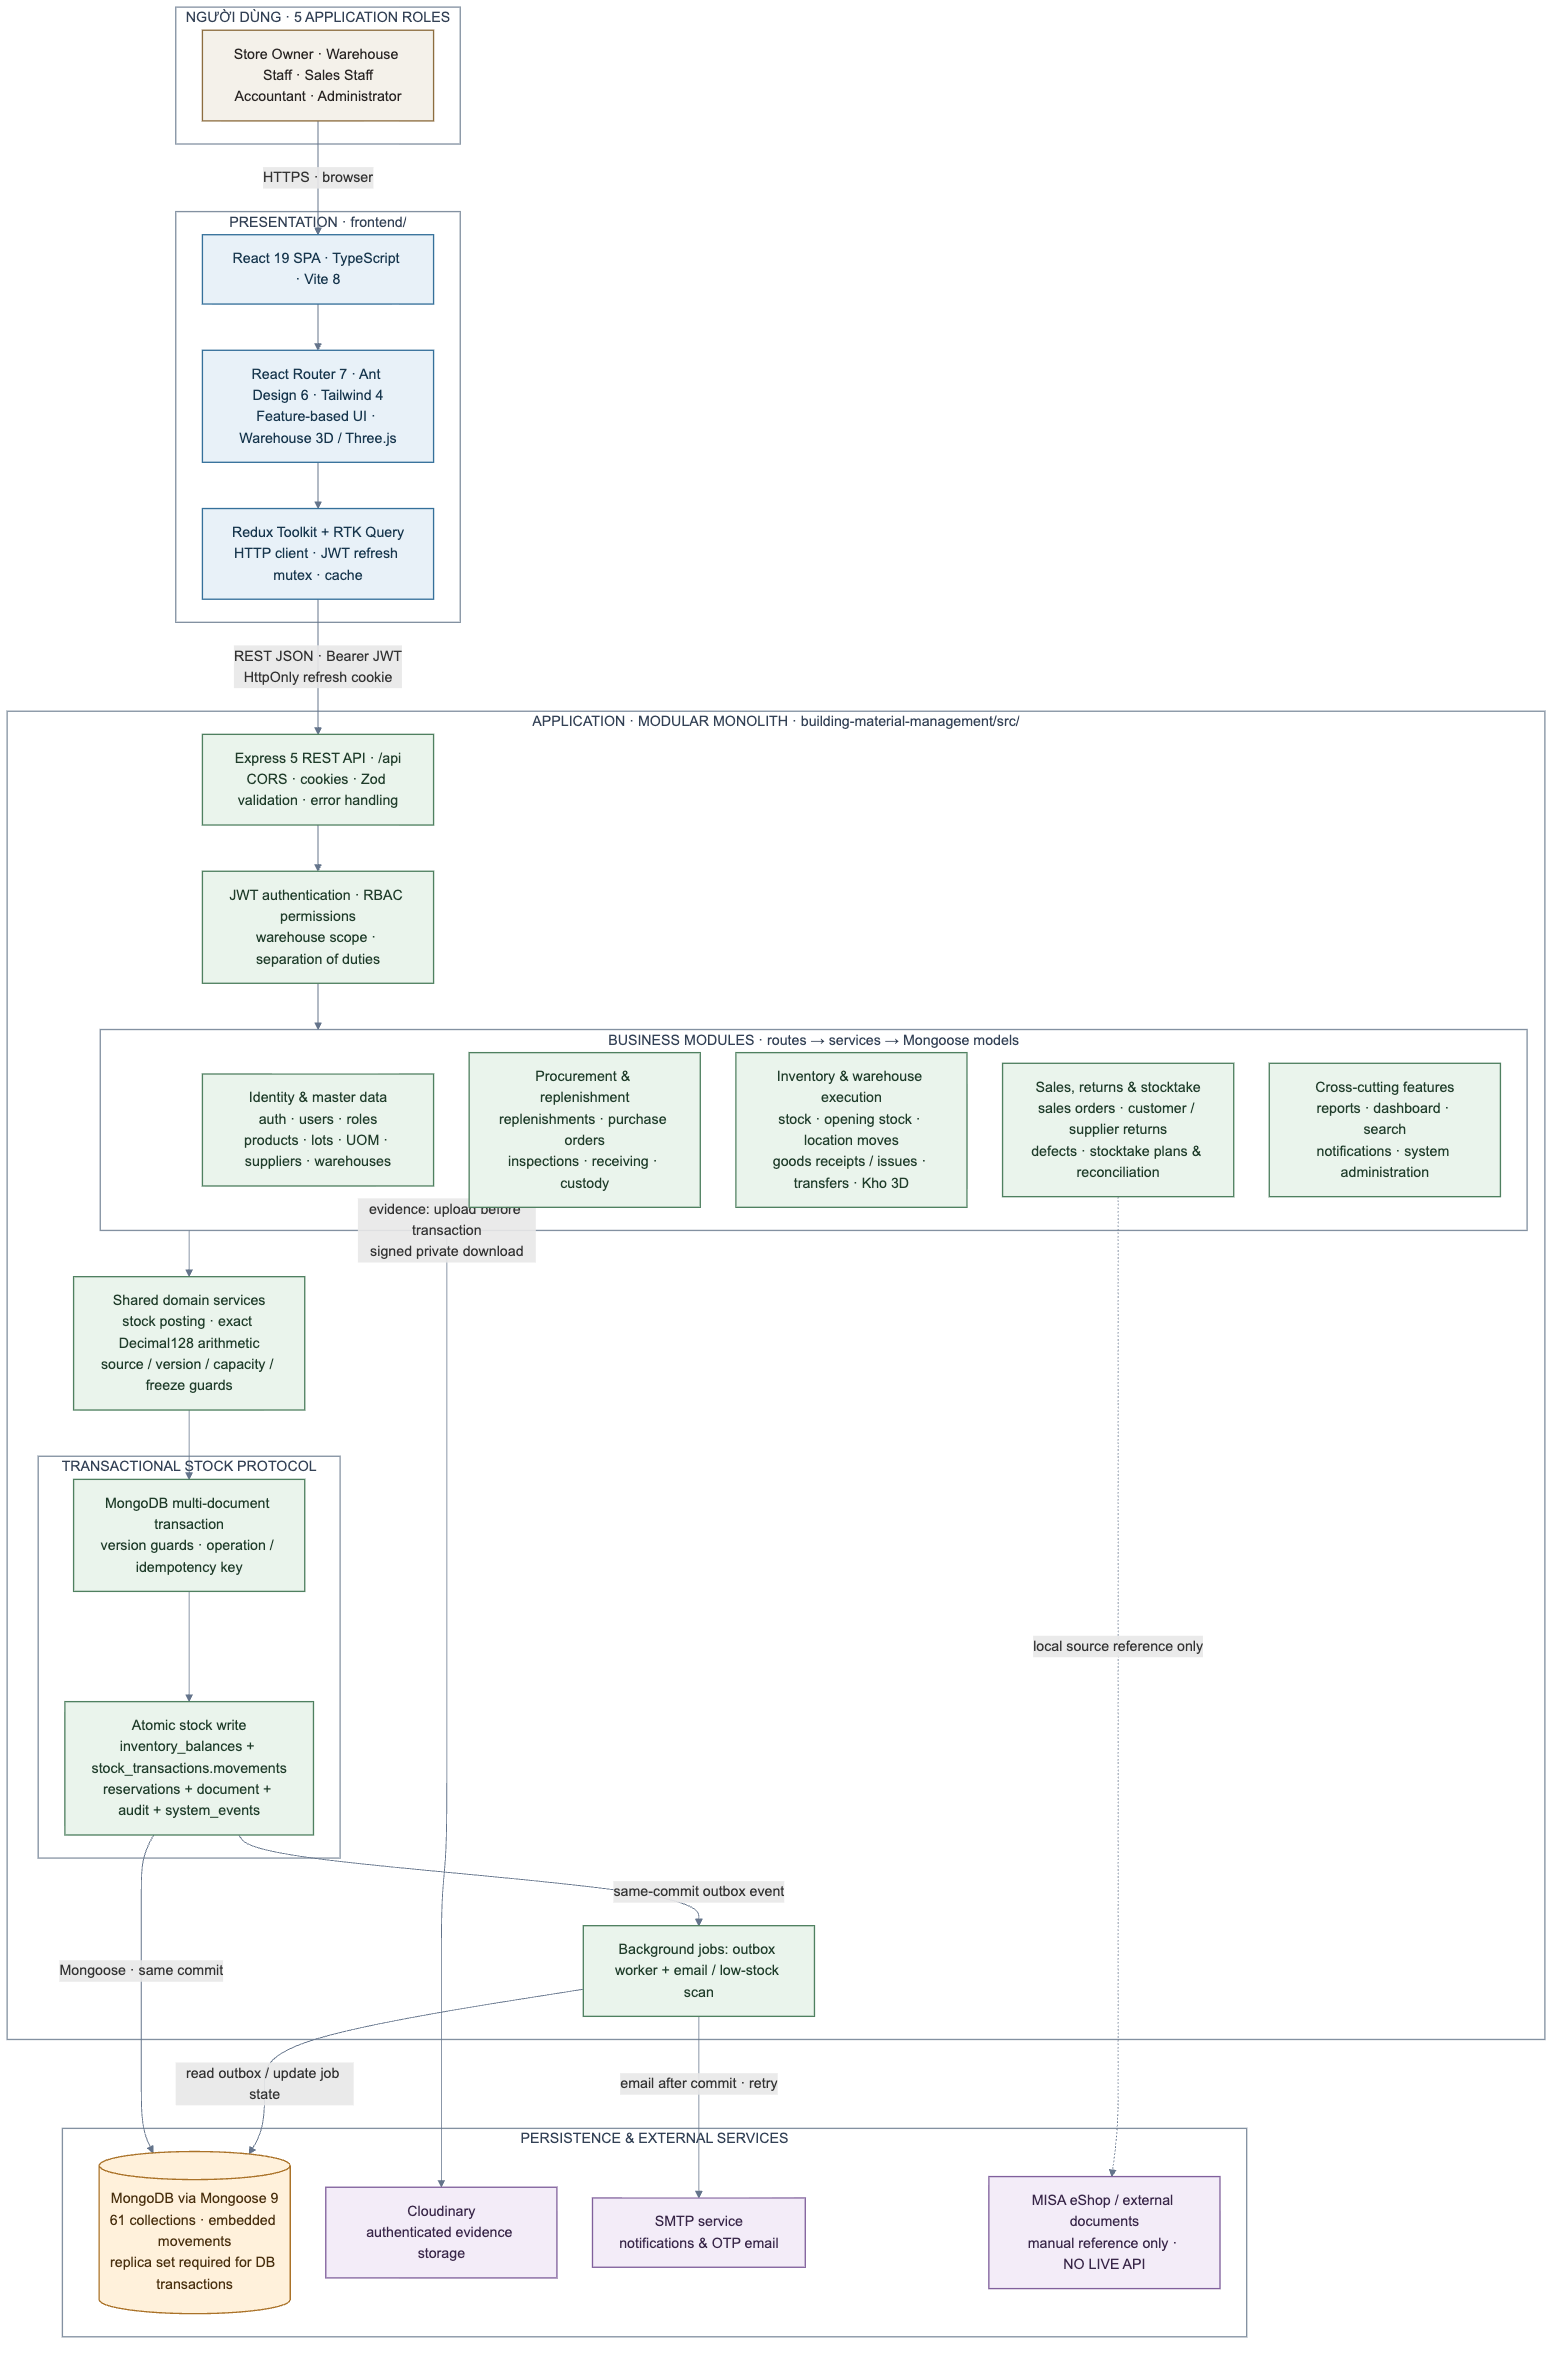 NGƯỜI DÙNG · 5 APPLICATION ROLES
Store Owner · Warehouse
Staff · Sales Staff
Accountant · Administrator
HTTPS · browser
PRESENTATION · frontend/
React 19 SPA · TypeScript
· Vite 8
React Router 7 · Ant
Design 6 · Tailwind 4
Feature-based UI ·
Warehouse 3D / Three.js
Redux Toolkit + RTK Query
HTTP client · JWT refresh
mutex · cache
REST JSON · Bearer JWT
HttpOnly refresh cookie
APPLICATION · MODULAR MONOLITH · building-material-management/src/
Express 5 REST API · /api
CORS · cookies · Zod
validation · error handling
JWT authentication · RBAC
permissions
warehouse scope ·
separation of duties
BUSINESS MODULES · routes → services → Mongoose models
Identity & master data
auth · users · roles
products · lots · UOM ·
suppliers · warehouses
Procurement &
replenishment
replenishments · purchase
orders
inspections · receiving ·
custody
Inventory & warehouse
execution
stock · opening stock ·
location moves
goods receipts / issues ·
transfers · Kho 3D
Sales, returns & stocktake
sales orders · customer /
supplier returns
defects · stocktake plans &
reconciliation
Cross-cutting features
reports · dashboard ·
search
notifications · system
administration
evidence: upload before
transaction
signed private download
Shared domain services
stock posting · exact
Decimal128 arithmetic
source / version / capacity /
freeze guards
TRANSACTIONAL STOCK PROTOCOL
MongoDB multi-document
transaction
version guards · operation /
idempotency key
local source reference only
Atomic stock write
inventory_balances +
stock_transactions.movements
reservations + document +
audit + system_events
same-commit outbox event
Mongoose · same commit
Background jobs: outbox
worker + email / low-stock
scan
read outbox / update job
state
email after commit · retry
PERSISTENCE & EXTERNAL SERVICES
MongoDB via Mongoose 9
61 collections · embedded
movements
replica set required for DB
transactions
Cloudinary
authenticated evidence
storage
SMTP service
notifications & OTP email
MISA eShop / external
documents
manual reference only ·
NO LIVE API